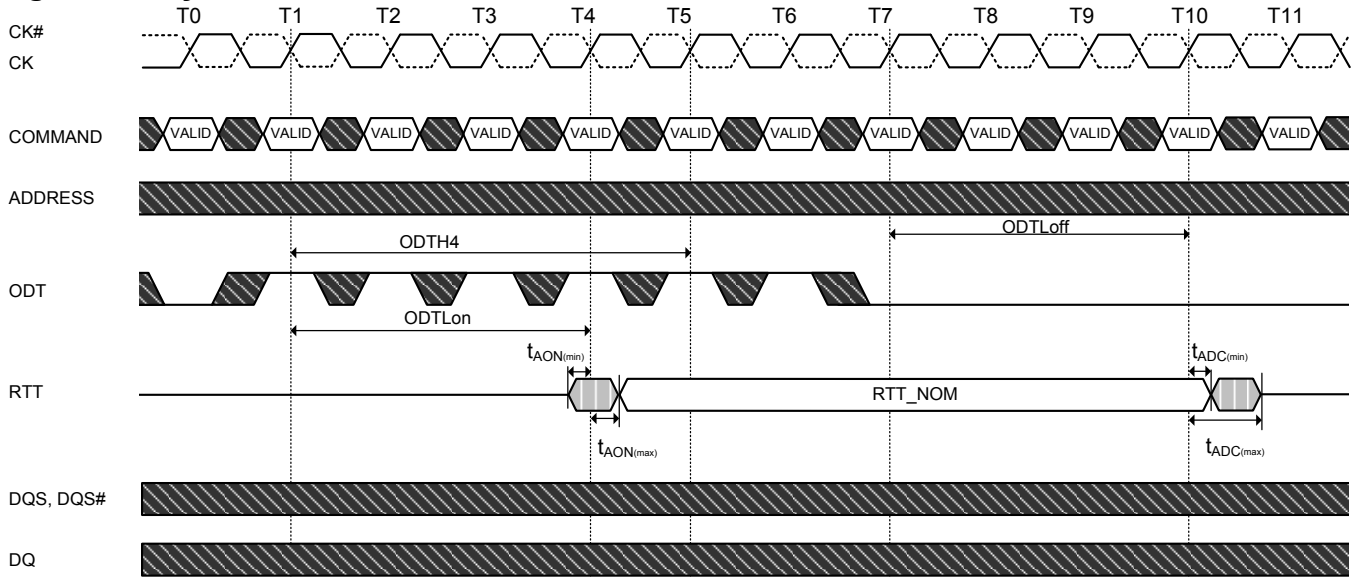 T0 T1 T2 T3 T4 T5 T6 T7 T8 T9 T10 T11
CK#
CK
COMMAND VALID VALID VALID VALID VALID VALID VALID VALID VALID VALID VALID VALID
ADDRESS
ODTH4 ODTLoff
ODT
ODTLon
tAON(min) tADC(min)
RTT RTT_NOM
tAON(max) tADC(max)
DQS, DQS#
DQ